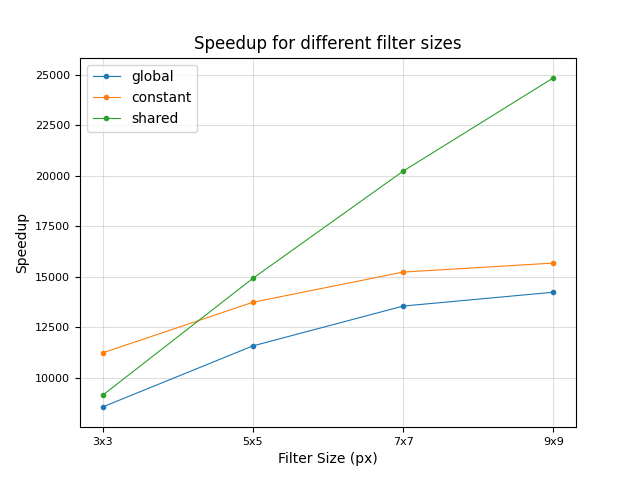 Speedup for different filter sizes
global
constant
shared
Speedup
25000
22500
20000
17500
15000
12500
10000
3x3 5x5 7x7 9x9
Filter Size (px)